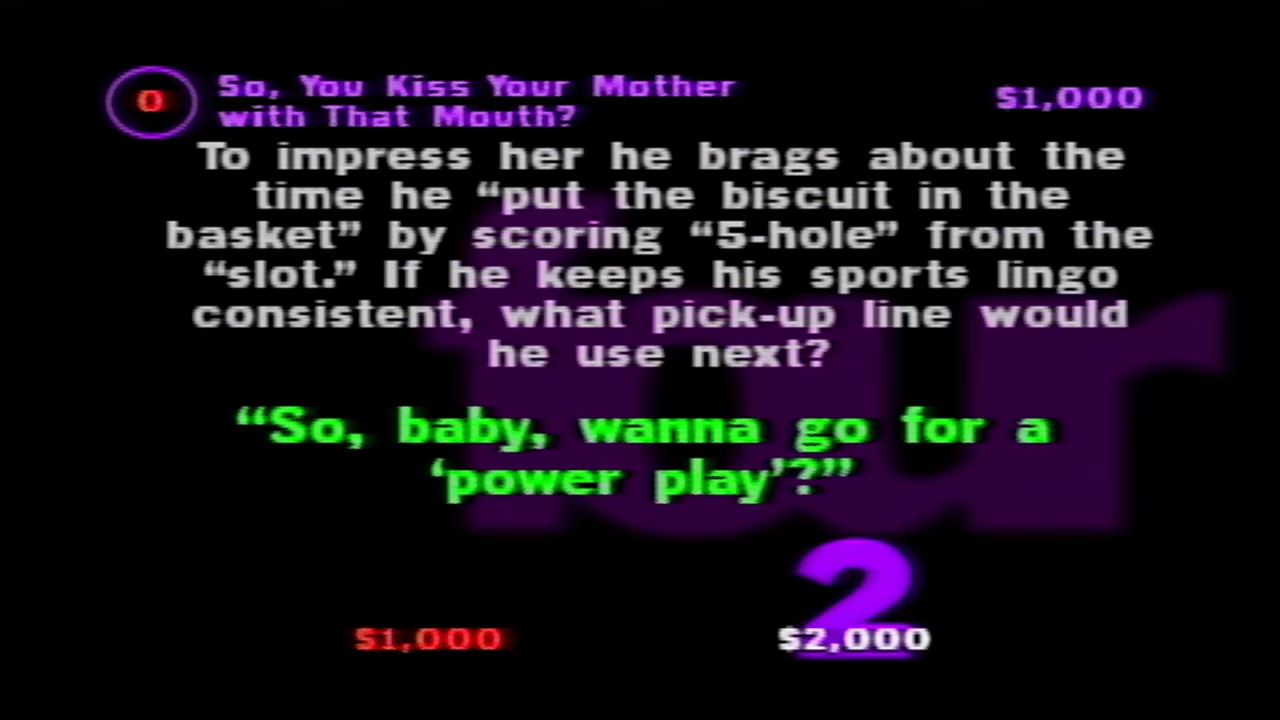 0
So, You Kiss Your Mother
with That Mouth?
$1,000
To impress her he brags about the
time he “put the biscuit in the
basket” by scoring “5-hole” from the
“slot.” If he keeps his sports lingo
consistent, what pick-up line would
he use next?
four
“So, baby, wanna go for a
‘power play’?”
2
$1,000
$2,000